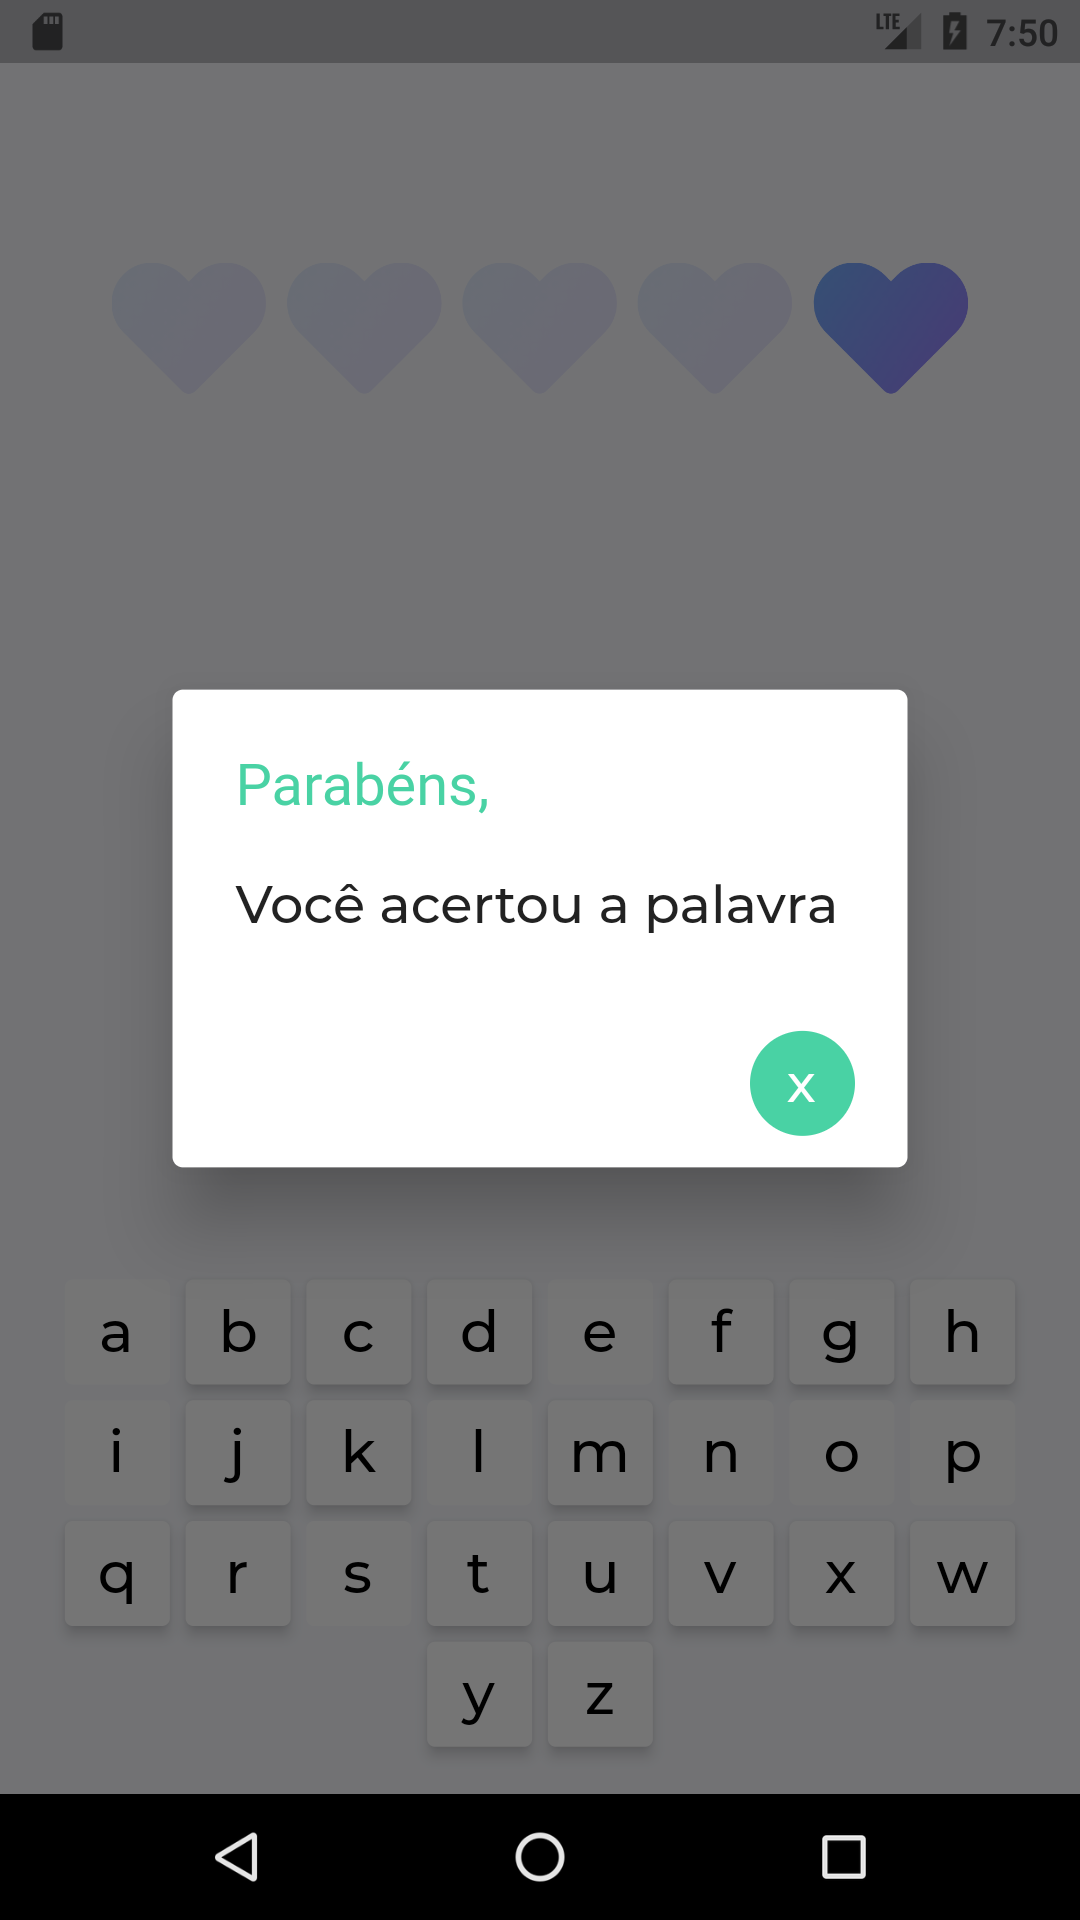 LTE 7:50
Parabéns,
Você acertou a palavra
x
a b c d e f g h
i j k l m n o p
q r s t u v x w
y z